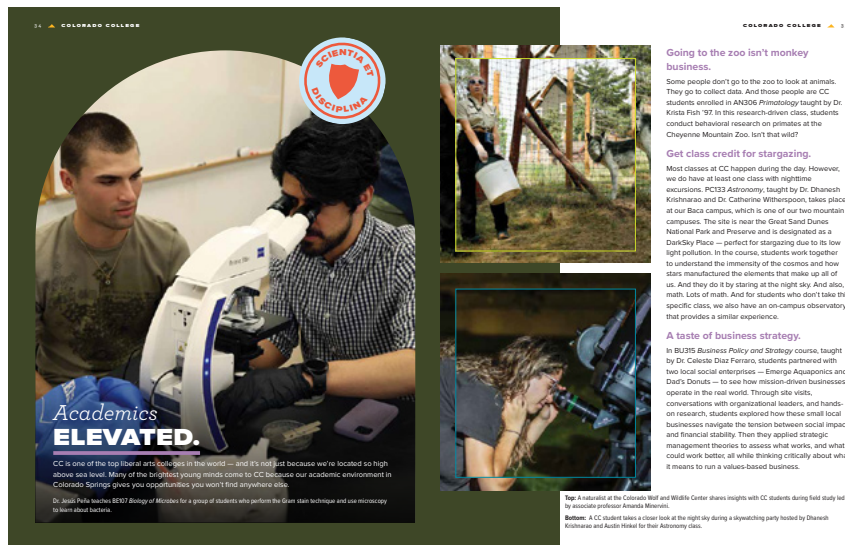 34 COLORADO COLLEGE
SCIENTIA ET
DISCIPLINA
Academics
ELEVATED.
CC is one of the top liberal arts colleges in the world — and it's not just because we're located so high
above sea level. Many of the brightest young minds come to CC because our academic environment in
Colorado Springs gives you opportunities you won't find anywhere else.
Dr. Jesús Peña teaches BE107 Biology of Microbes for a group of students who perform the Gram stain technique and use microscopy
to learn about bacteria.
COLORADO COLLEGE
Going to the zoo isn't monkey
business.
Some people don't go to the zoo to look at animals.
They go to collect data. And those people are CC
students enrolled in AN306 Primatology taught by Dr.
Krista Fish '97. In this research-driven class, students
conduct behavioral research on primates at the
Cheyenne Mountain Zoo. Isn't that wild?
Get class credit for stargazing.
Most classes at CC happen during the day. However,
we do have at least one class with nighttime
excursions. PC133 Astronomy, taught by Dr. Dhanesh
Krishnarao and Dr. Catherine Witherspoon, takes place
at our Baca campus, which is one of our two mountain
campuses. The site is near the Great Sand Dunes
National Park and Preserve and is designated as a
DarkSky Place — perfect for stargazing due to its low
light pollution. In the course, students work together
to understand the immensity of the cosmos and how
stars manufactured the elements that make up all of
us. And they do it by staring at the night sky. And also,
math. Lots of math. And for students who don't take thi
specific class, we also have an on-campus observatory
that provides a similar experience.
A taste of business strategy.
In BU315 Business Policy and Strategy course, taught
by Dr. Celeste Diaz Ferraro, students partnered with
two local social enterprises — Emerge Aquaponics and
Dad's Donuts — to see how mission-driven businesses
operate in the real world. Through site visits,
conversations with organizational leaders, and hands-
on research, students explored how these small local
businesses navigate the tension between social impac
and financial stability. Then they applied strategic
management theories to assess what works, and what
could work better, all while thinking critically about wha
it means to run a values-based business.
Top: A naturalist at the Colorado Wolf and Wildlife Center shares insights with CC students during field study led
by associate professor Amanda Minervini.
Bottom: A CC student takes a closer look at the night sky during a skywatching party hosted by Dhanesh
Krishnarao and Austin Hinkel for their Astronomy class.